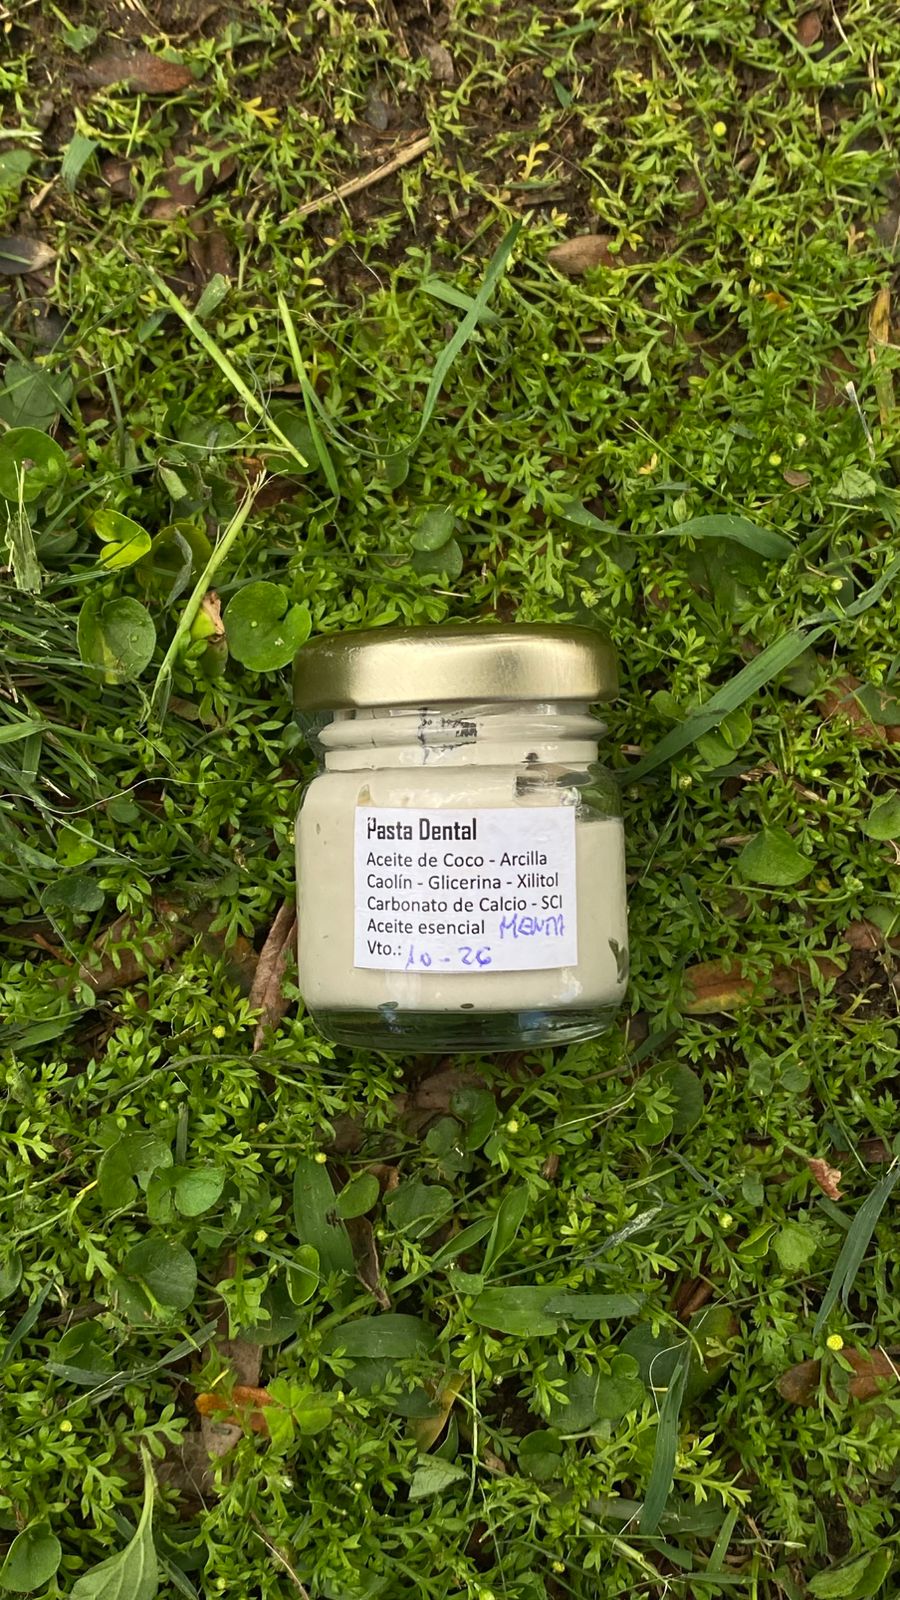 Pasta Dental
Aceite de Coco - Arcilla
Caolín - Glicerina - Xilitol
Carbonato de Calcio - SCI
Aceite esencial MENTA
Vto.: 10 - 26